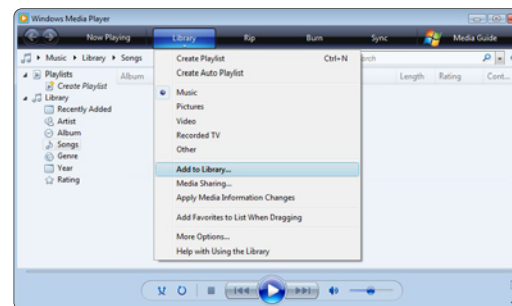 Windows Media Player
Now Playing Library Rip Burn Sync Media Guide
Music Library Songs
Create Playlist Ctrl+N
Create Auto Playlist
Music
Pictures
Video
Recorded TV
Other
Add to Library...
Media Sharing...
Apply Media Information Changes
Add Favorites to List When Dragging
More Options...
Help with Using the Library
Playlists
Create Playlist
Library
Recently Added
Artist
Album
Songs
Genre
Year
Rating
Album Length Rating Cont...